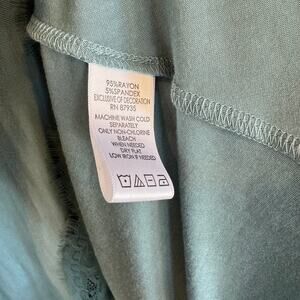 95%RAYON
5%SPANDEX
EXCLUSIVE OF DECORATION
RN 87935
MACHINE WASH COLD
SEPARATELY
ONLY NON-CHLORINE
BLEACH
WHEN NEEDED
DRY FLAT
LOW IRON IF NEEDED